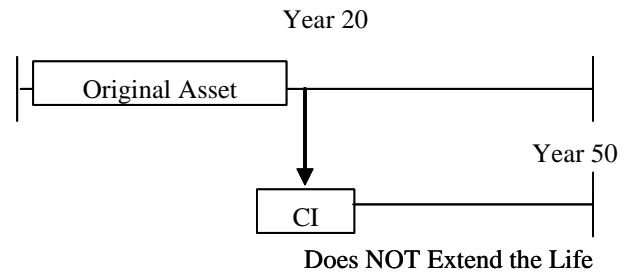 Year 20
Original Asset
Year 50
CI
Does NOT Extend the Life